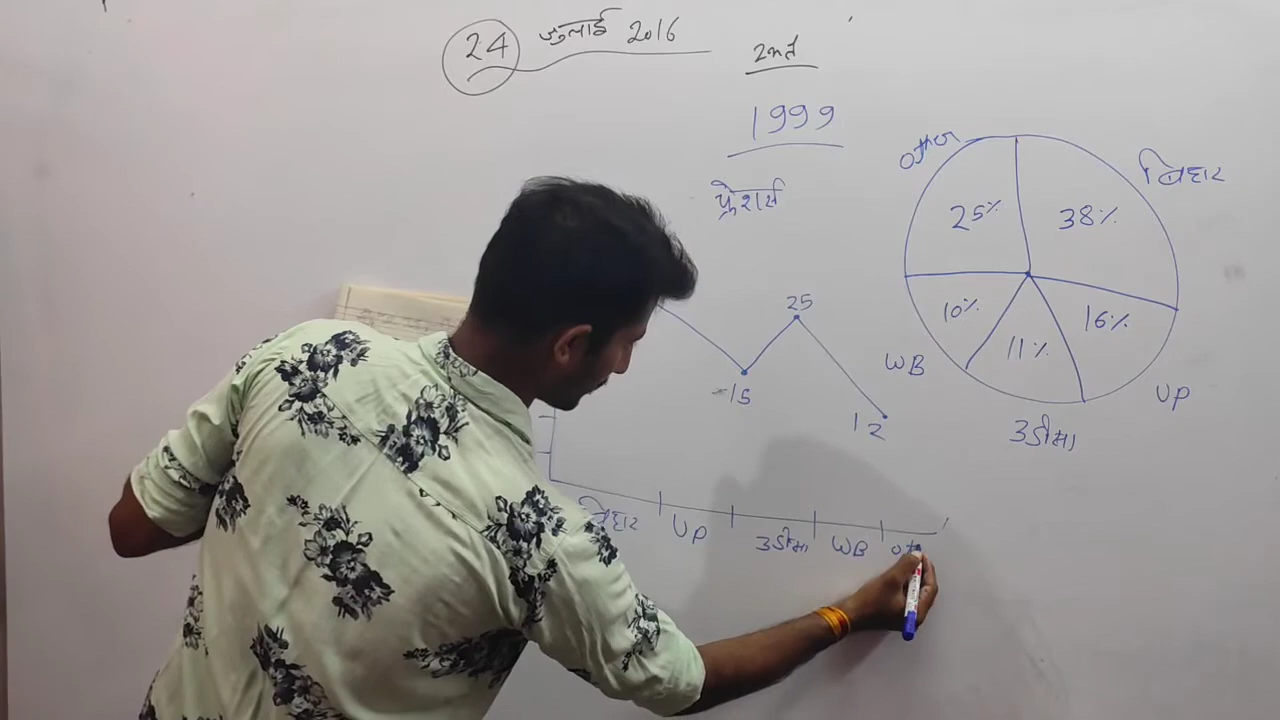 24 जुलाई 2016
1999
फ्रेशर्स
Other
बिहार
25%
38%
10%
16%
11%
WB
UP
उड़ीसा
25
15
12
बिहार
UP
उड़ीसा
WB